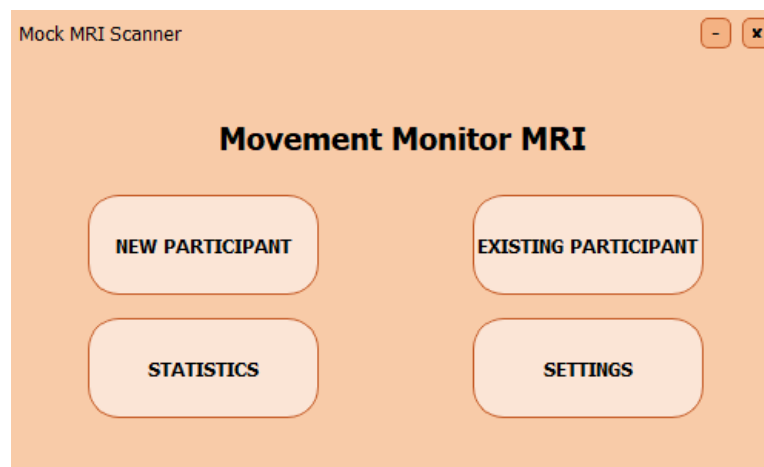 Mock MRI Scanner
- x
Movement Monitor MRI
NEW PARTICIPANT
EXISTING PARTICIPANT
STATISTICS
SETTINGS